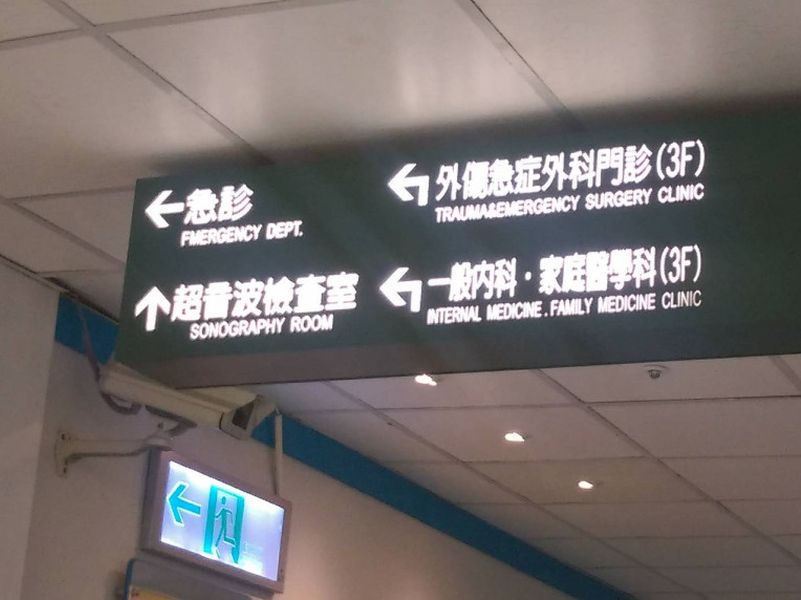 急診
FMERGENCY DEPT.
超音波檢查室
SONOGRAPHY ROOM
外傷急症外科門診(3F)
TRAUMA&EMERGENCY SURGERY CLINIC
一般內科·家庭醫學科(3F)
INTERNAL MEDICINE.FAMILY MEDICINE CLINIC